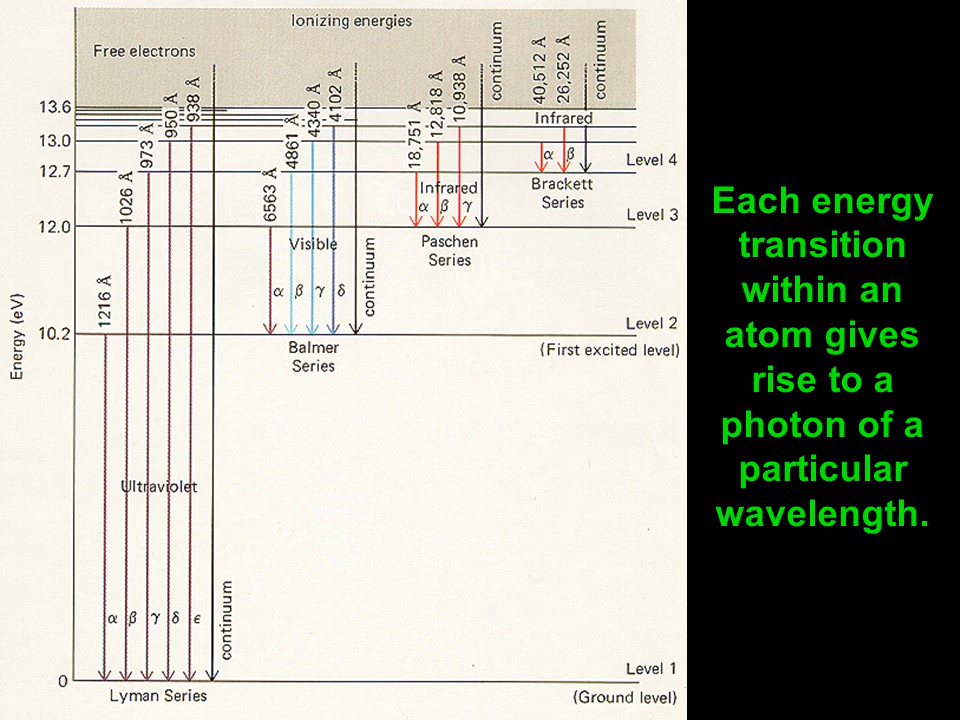 Ionizing energies
Free electrons
continuum
continuum
13.6
13.0
12.7
12.0
10.2
0
Energy (eV)
1216 Å
1026 Å
973 Å
950 Å
938 Å
6563 Å
4861 Å
4340 Å
4102 Å
18,751 Å
12,818 Å
10,938 Å
40,512 Å
26,252 Å
Infrared
α β
Brackett
Series
Level 4
Infrared
α β γ
Paschen
Series
Level 3
Visible
α β γ δ
continuum
Balmer
Series
Level 2
(First excited level)
Ultraviolet
α β γ δ ϵ
continuum
Lyman Series
Level 1
(Ground level)
Each energy
transition
within an
atom gives
rise to a
photon of a
particular
wavelength.